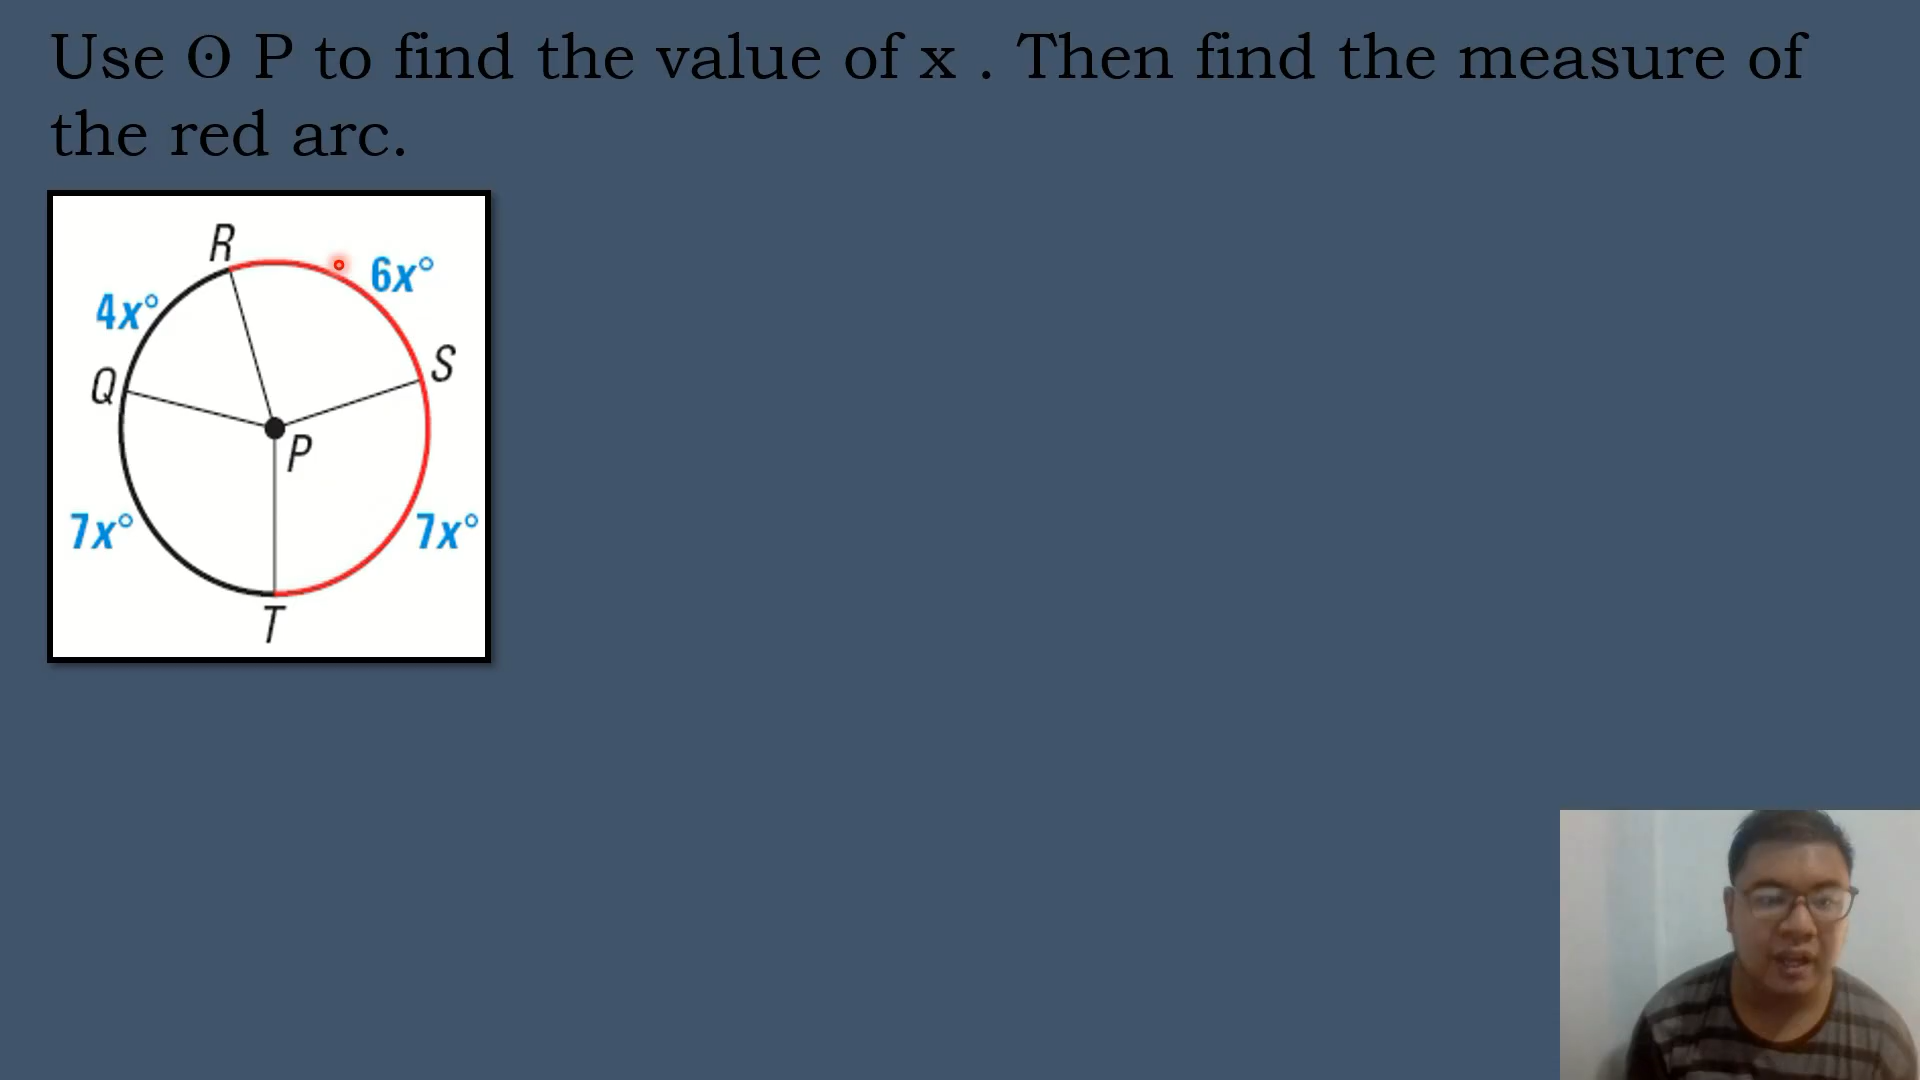 Use ʘ P to find the value of x . Then find the measure of
the red arc.
R
6x°
4x°
S
Q
P
7x°
7x°
T